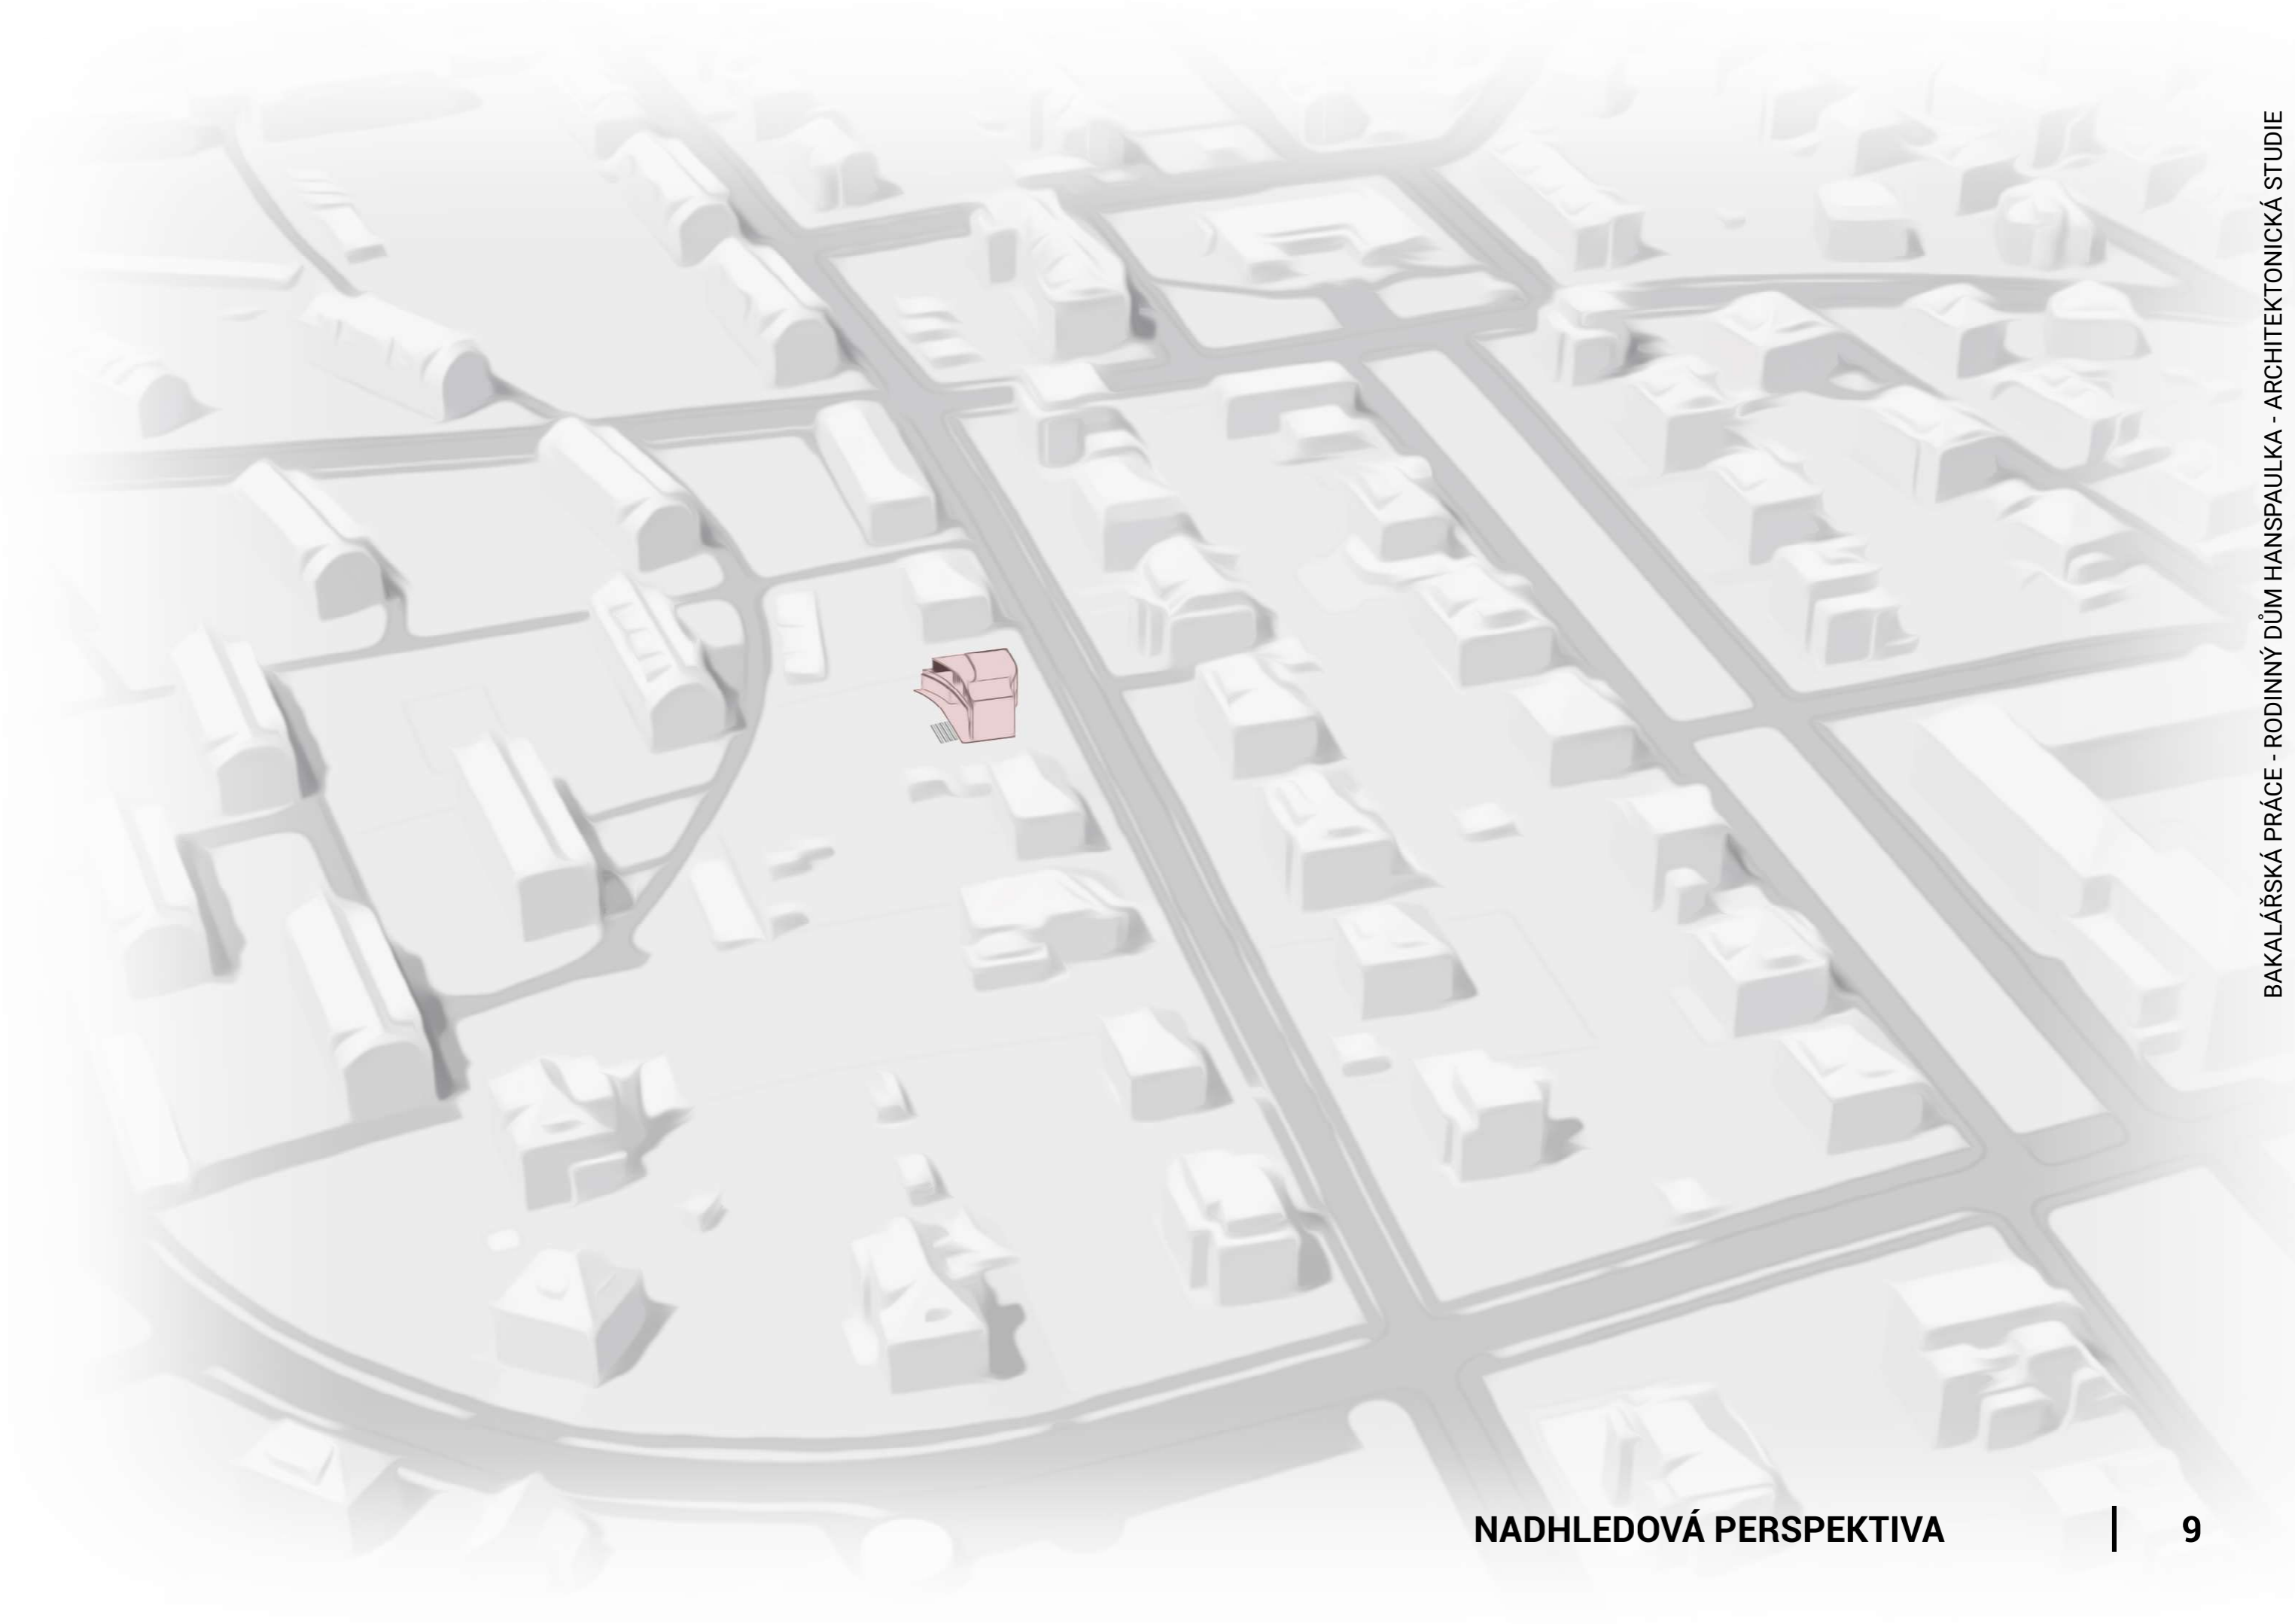 BAKALÁŘSKÁ PRÁCE - RODINNÝ DŮM HANSPAULKA - ARCHITEKTONICKÁ STUDIE
NADHLEDOVÁ PERSPEKTIVA | 9